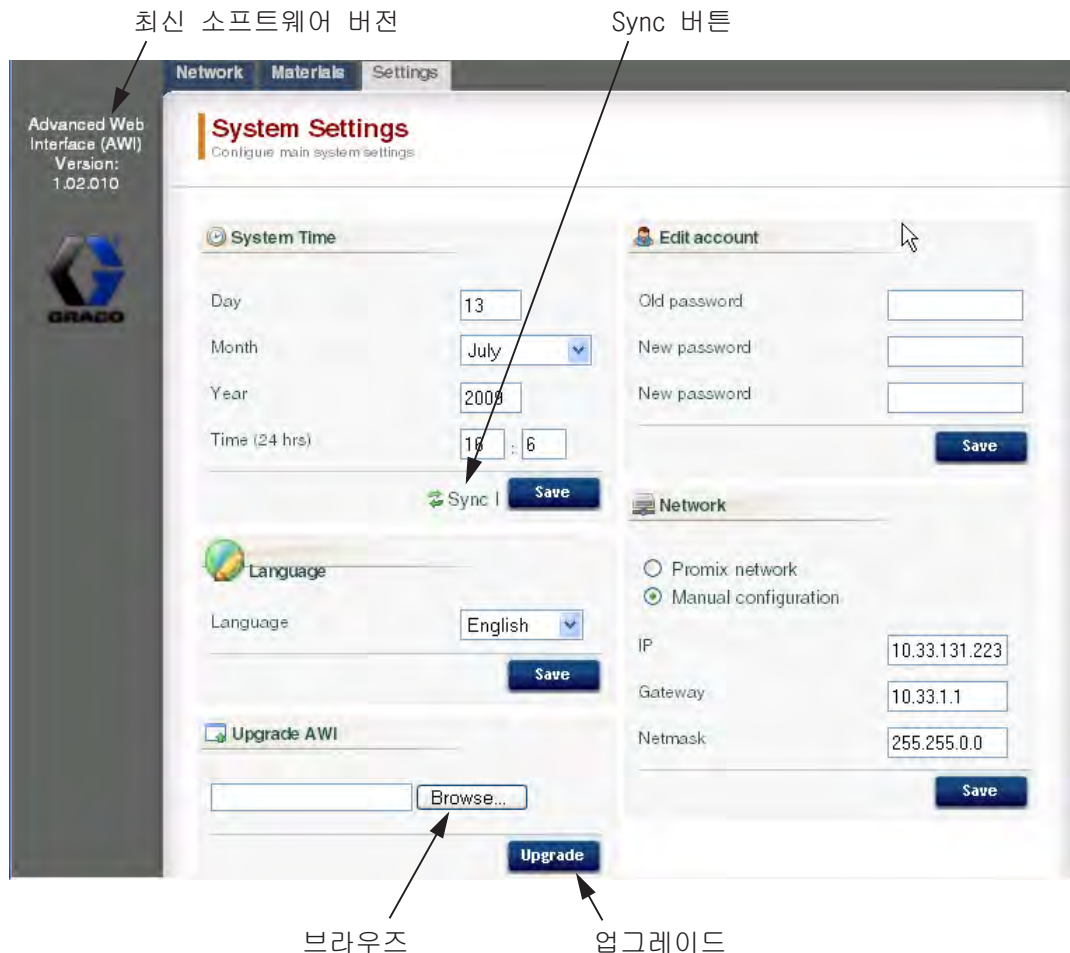 최신 소프트웨어 버전
Sync 버튼
Network Materials Settings
Advanced Web
Interface (AWI)
Version:
1.02.010
GRACO
System Settings
Configure main system settings
System Time
Day 13
Month July
Year 2009
Time (24 hrs) 16 : 6
Sync | Save
Language
Language English
Save
Upgrade AWI
Browse...
Upgrade
Edit account
Old password
New password
New password
Save
Network
Promix network
Manual configuration
IP 10.33.131.223
Gateway 10.33.1.1
Netmask 255.255.0.0
Save
브라우즈
업그레이드